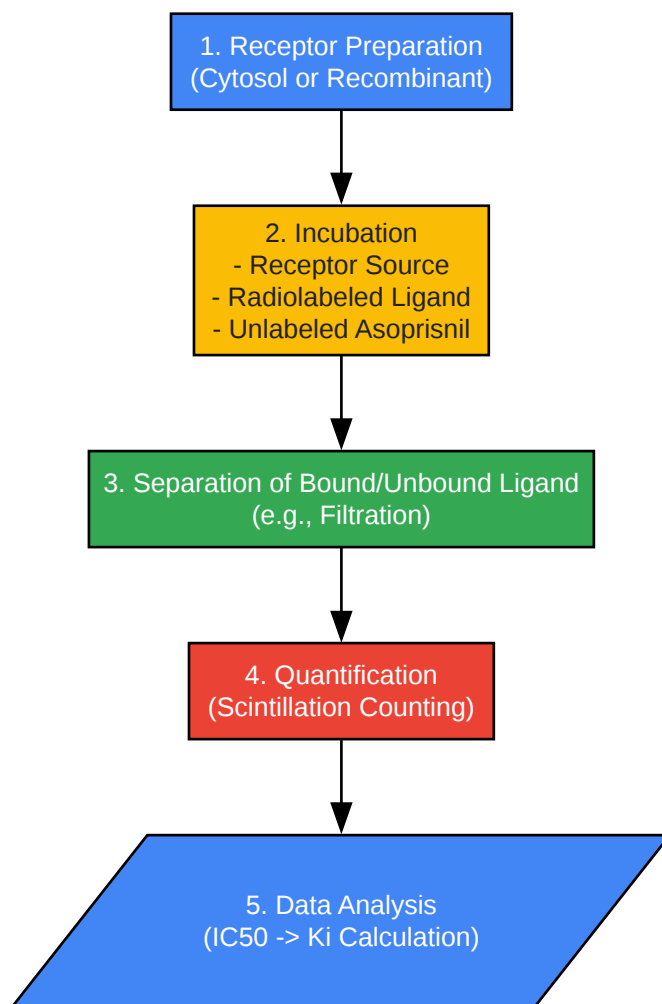 1. Receptor Preparation
(Cytosol or Recombinant)
2. Incubation
- Receptor Source
- Radiolabeled Ligand
- Unlabeled Asoprisnil
3. Separation of Bound/Unbound Ligand
(e.g., Filtration)
4. Quantification
(Scintillation Counting)
5. Data Analysis
(IC50 -> Ki Calculation)